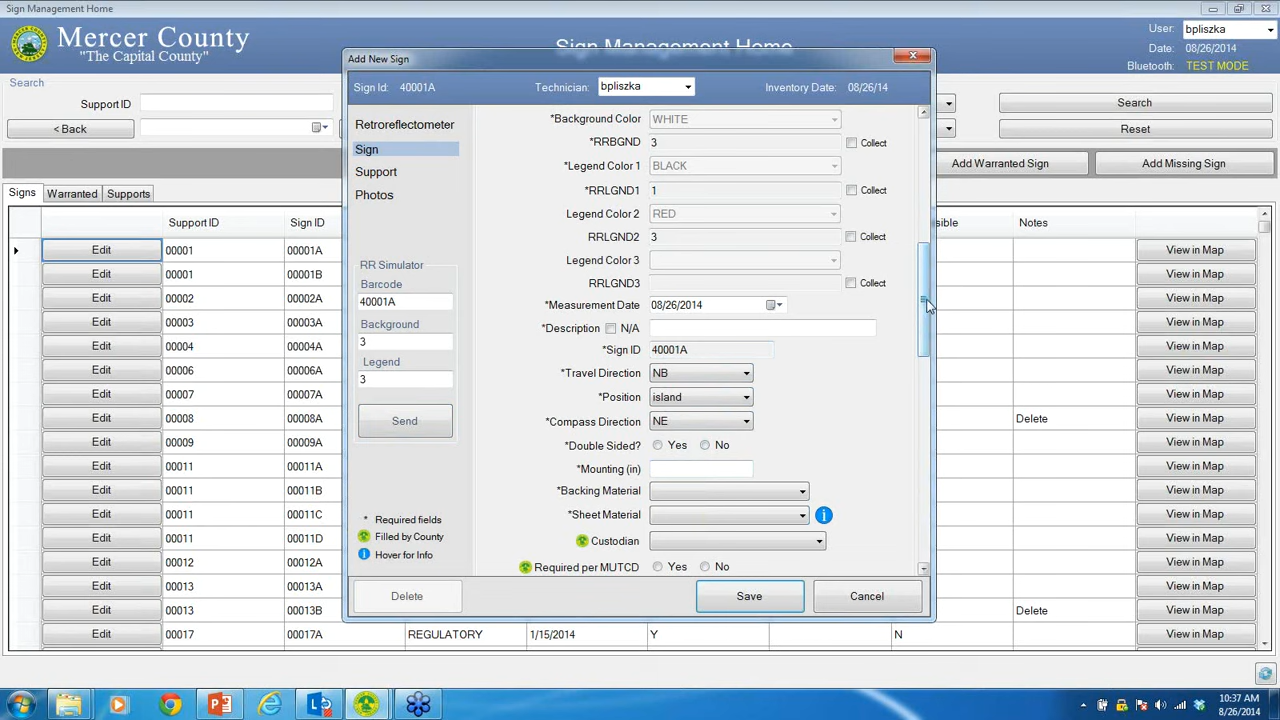 Sign Management Home
Mercer County
"The Capital County"
Sign Management Home
User: bpliszka
Date: 08/26/2014
Bluetooth: TEST MODE
Search
Support ID
< Back
Search
Reset
Add Warranted Sign
Add Missing Sign
Signs Warranted Supports
Support ID Sign ID Notes
Edit 00001 00001A View in Map
Edit 00001 00001B View in Map
Edit 00002 00002A View in Map
Edit 00003 00003A View in Map
Edit 00004 00004A View in Map
Edit 00006 00006A View in Map
Edit 00007 00007A View in Map
Edit 00008 00008A Delete View in Map
Edit 00009 00009A View in Map
Edit 00011 00011A View in Map
Edit 00011 00011B View in Map
Edit 00011 00011C View in Map
Edit 00011 00011D View in Map
Edit 00012 00012A View in Map
Edit 00013 00013A View in Map
Edit 00013 00013B Delete View in Map
Edit 00017 00017A REGULATORY 1/15/2014 Y N View in Map
Add New Sign
Sign Id: 40001A Technician: bpliszka Inventory Date: 08/26/14
Retroreflectometer
Sign
Support
Photos
RR Simulator
Barcode
40001A
Background
3
Legend
3
Send
* Required fields
Filled by County
i Hover for Info
*Background Color WHITE
*RRBGND 3 Collect
*Legend Color 1 BLACK
*RRLGND1 1 Collect
Legend Color 2 RED
RRLGND2 3 Collect
Legend Color 3
RRLGND3 Collect
*Measurement Date 08/26/2014
*Description N/A
*Sign ID 40001A
*Travel Direction NB
*Position island
*Compass Direction NE
*Double Sided? Yes No
*Mounting (in)
*Backing Material
*Sheet Material i
Custodian
Required per MUTCD Yes No
Delete Save Cancel
10:37 AM
8/26/2014